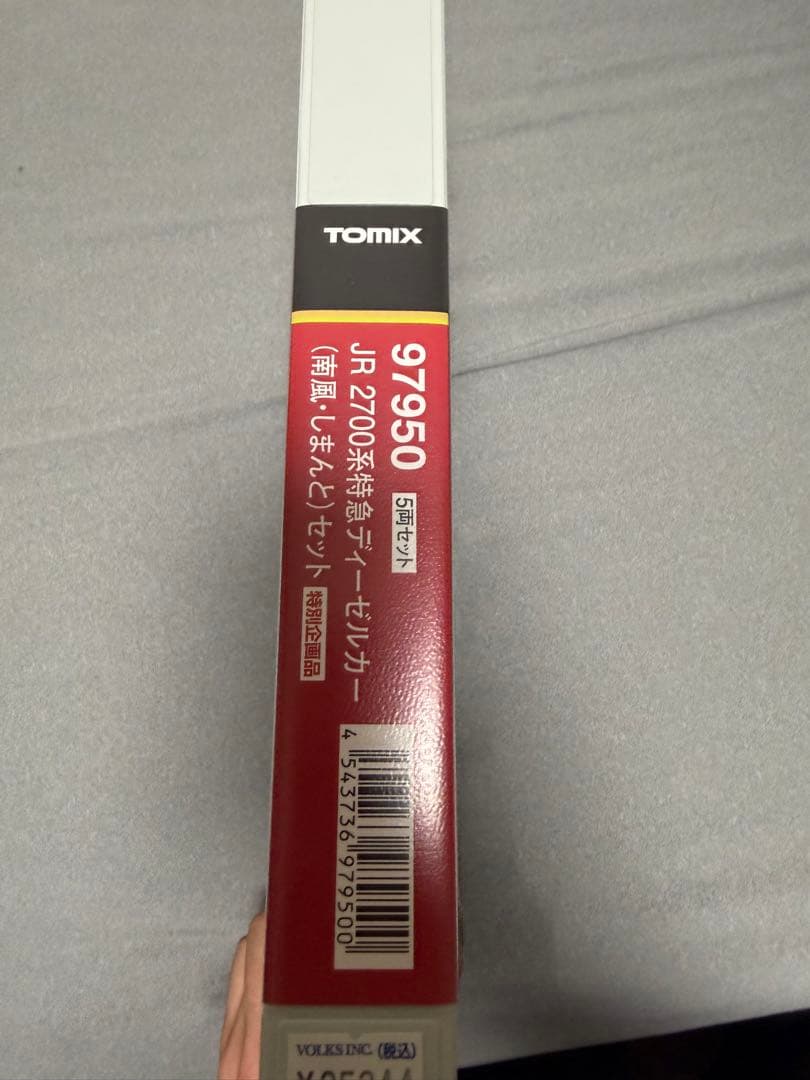 TOMIX
97950 5両セット
JR 2700系特急ディーゼルカー
(南風・しまんと)セット 特別企画品
4 543736 979500
VOLKS INC. (税込)